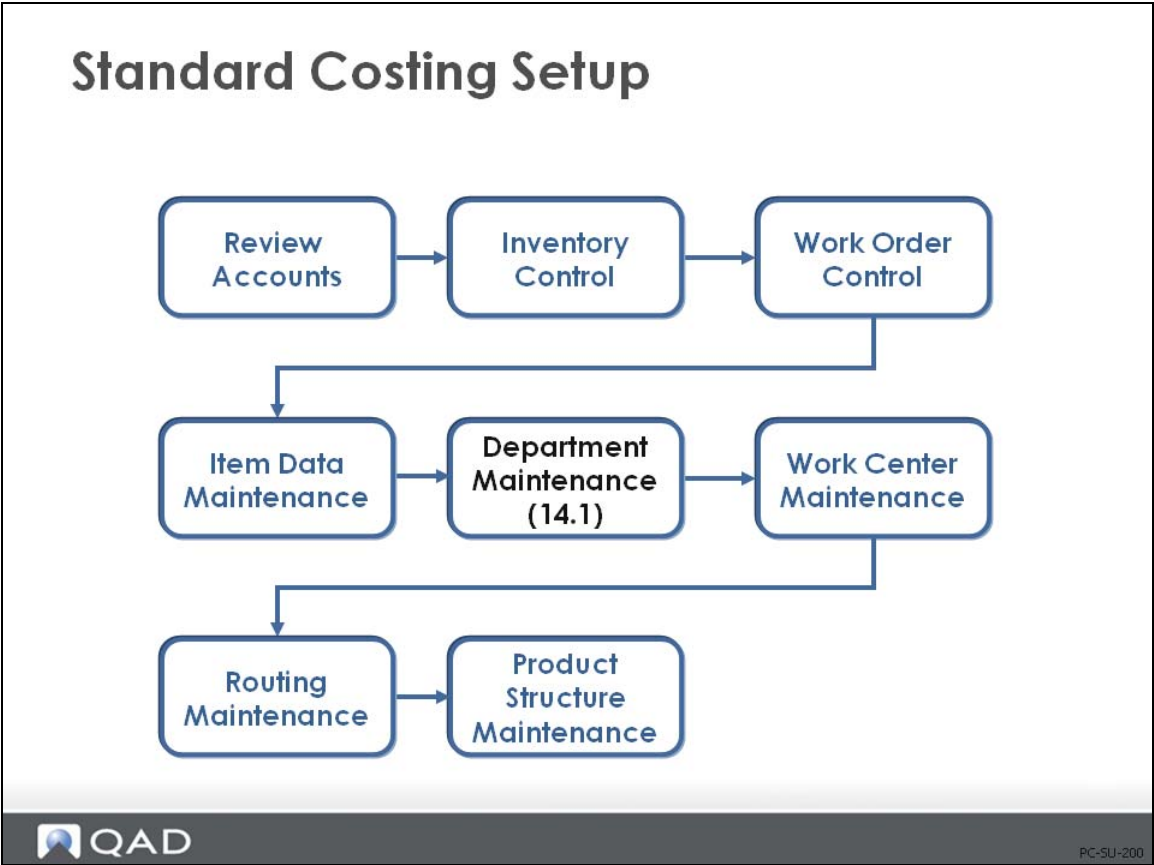 Standard Costing Setup
Review
Accounts
Inventory
Control
Work Order
Control
Item Data
Maintenance
Department
Maintenance
(14.1)
Work Center
Maintenance
Routing
Maintenance
Product
Structure
Maintenance
QAD
PC-SU-200